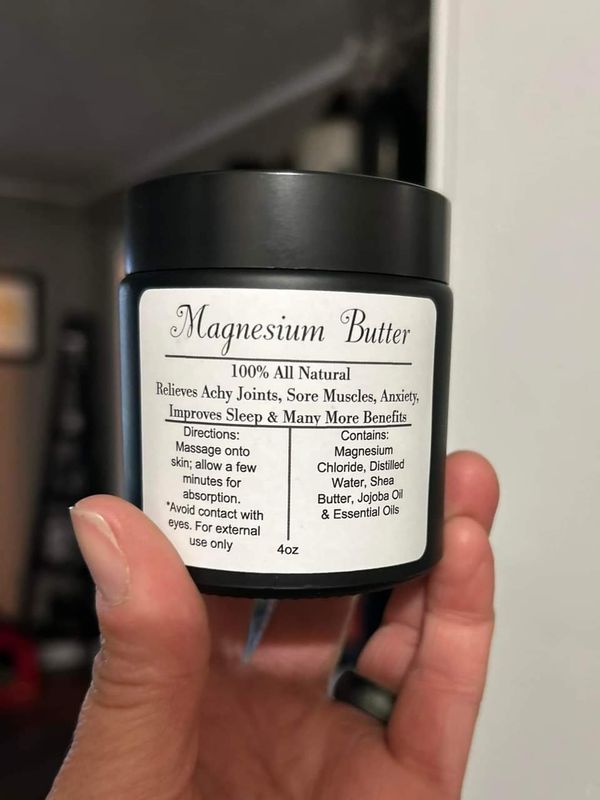 Magnesium Butter
100% All Natural
Relieves Achy Joints, Sore Muscles, Anxiety,
Improves Sleep & Many More Benefits
Directions:
Massage onto
skin; allow a few
minutes for
absorption.
*Avoid contact with
eyes. For external
use only
Contains:
Magnesium
Chloride, Distilled
Water, Shea
Butter, Jojoba Oil
& Essential Oils
4oz